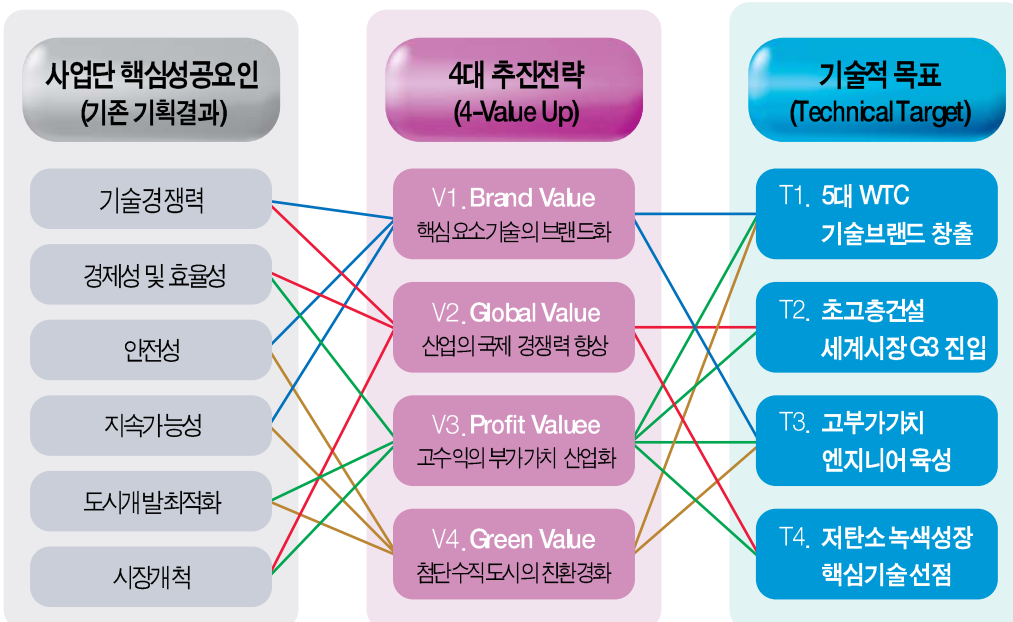 사업단 핵심성공요인
(기존 기획결과)
기술경쟁력
경제성 및 효율성
안전성
지속가능성
도시개발최적화
시장개척
4대 추진전략
(4-Value Up)
V1. Brand Value
핵심요소기술의브랜드화
V2. Global Value
산업의국제 경쟁력 향상
V3. Profit Valuee
고수익의부가가치 산업화
V4. Green Value
첨단수직도시의친환경화
기술적 목표
(Technical Target)
T1. 5대 WTC
기술브랜드 창출
T2. 초고층건설
세계시장 G3 진입
T3. 고부가가치
엔지니어 육성
T4. 저탄소 녹색성장
핵심기술 선점